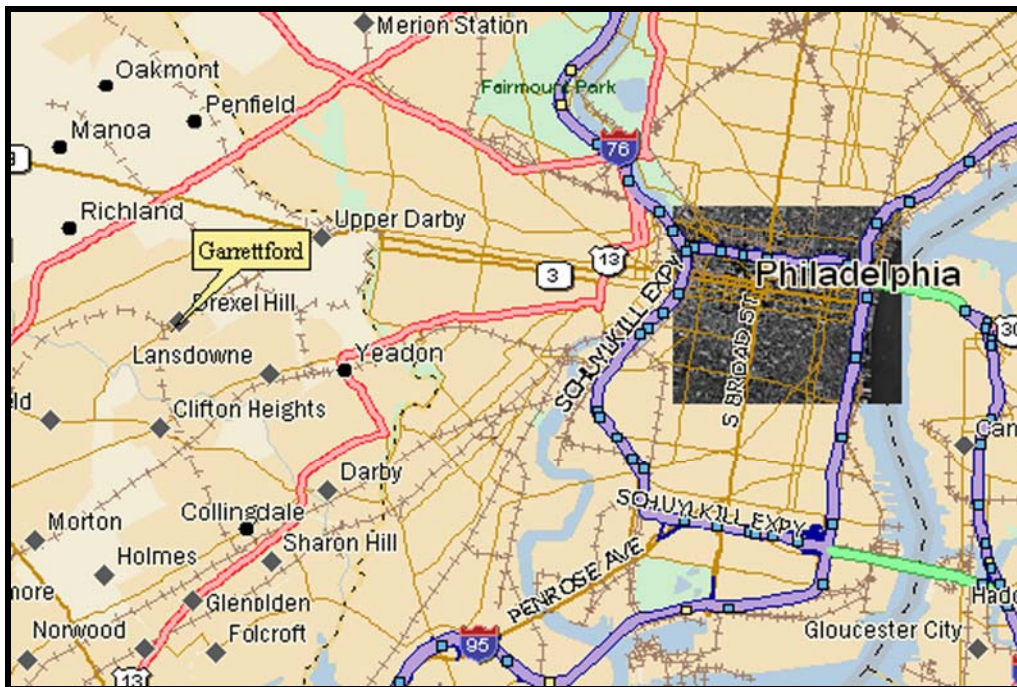 Merion Station
Oakmont
Fairmount Park
Penfield
Manoa
76
Richland
Upper Darby
Garrettford
13
3
Philadelphia
Drexel Hill
SCHUYLKILL EXPY
S BROAD ST
30
Lansdowne
Yeadon
Clifton Heights
Darby
SCHUYLKILL EXPY
Collingdale
Morton
Sharon Hill
Holmes
PENROSE AVE
Glenolden
Norwood
Folcroft
95
Gloucester City
13